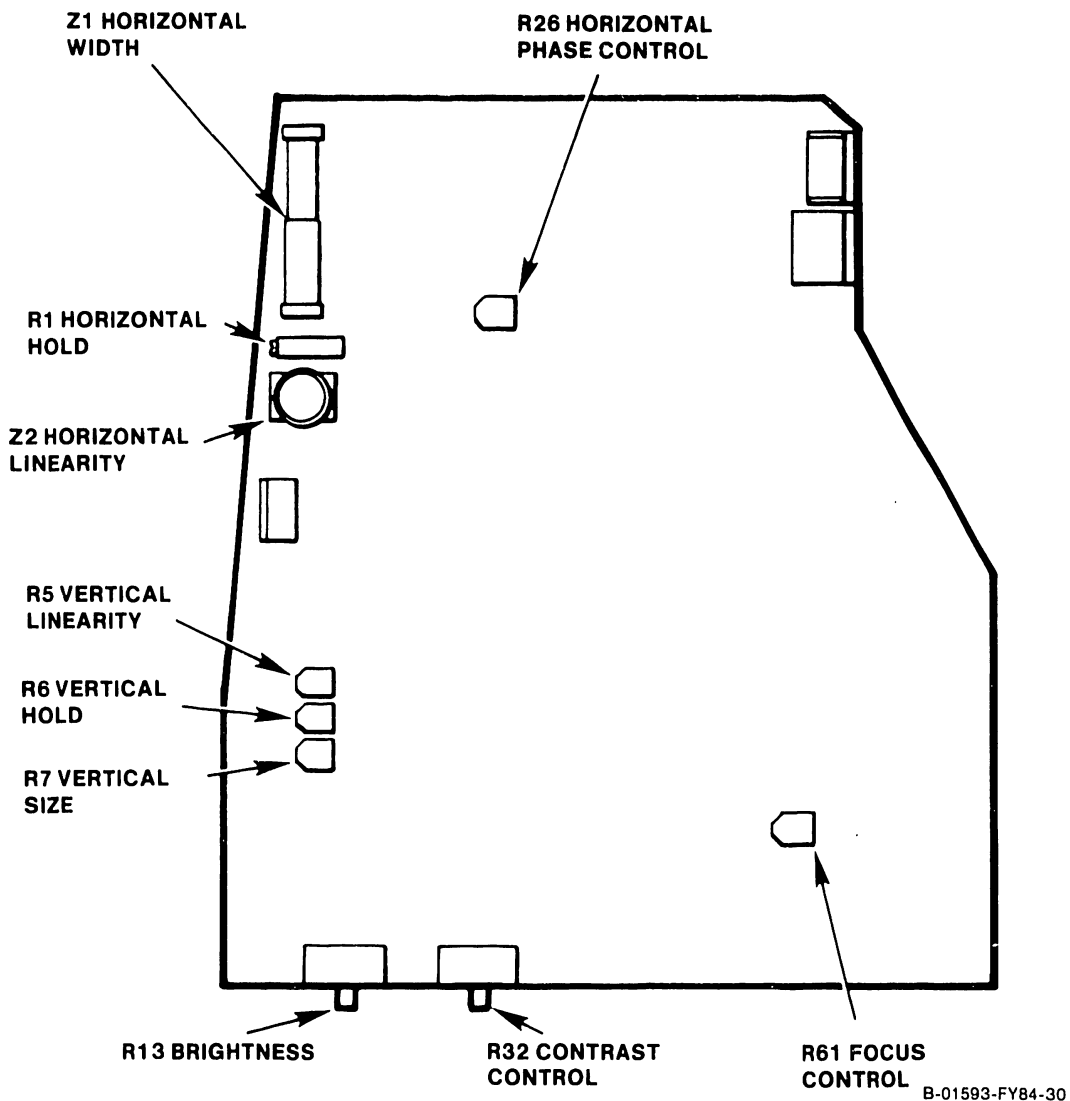 Z1 HORIZONTAL
WIDTH
R26 HORIZONTAL
PHASE CONTROL
R1 HORIZONTAL
HOLD
Z2 HORIZONTAL
LINEARITY
R5 VERTICAL
LINEARITY
R6 VERTICAL
HOLD
R7 VERTICAL
SIZE
R13 BRIGHTNESS
R32 CONTRAST
CONTROL
R61 FOCUS
CONTROL
B-01593-FY84-30